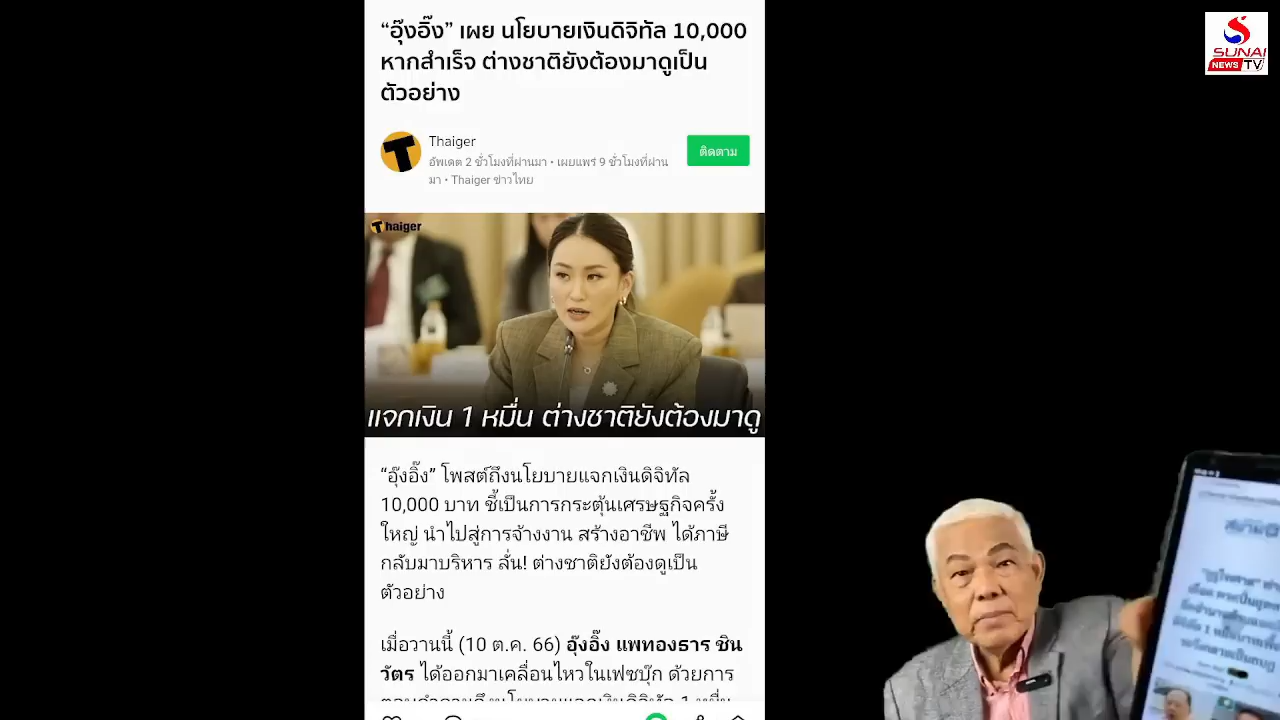 “อุ๊งอิ๊ง” เผย นโยบายเงินดิจิทัล 10,000
หากสำเร็จ ต่างชาติยังต้องมาดูเป็น
ตัวอย่าง
SUNAI
NEWS TV
Thaiger
อัพเดต 2 ชั่วโมงที่ผ่านมา • เผยแพร่ 9 ชั่วโมงที่ผ่าน
มา • Thaiger ข่าวไทย
ติดตาม
Thaiger
แจกเงิน 1 หมื่น ต่างชาติยังต้องมาดู
“อุ๊งอิ๊ง” โพสต์ถึงนโยบายแจกเงินดิจิทัล
10,000 บาท ชี้เป็นการกระตุ้นเศรษฐกิจครั้ง
ใหญ่ นำไปสู่การจ้างงาน สร้างอาชีพ ได้ภาษี
กลับมาบริหาร ลั่น! ต่างชาติยังต้องดูเป็น
ตัวอย่าง
เมื่อวานนี้ (10 ต.ค. 66) อุ๊งอิ๊ง แพทองธาร ชิน
วัตร ได้ออกมาเคลื่อนไหวในเฟซบุ๊ก ด้วยการ